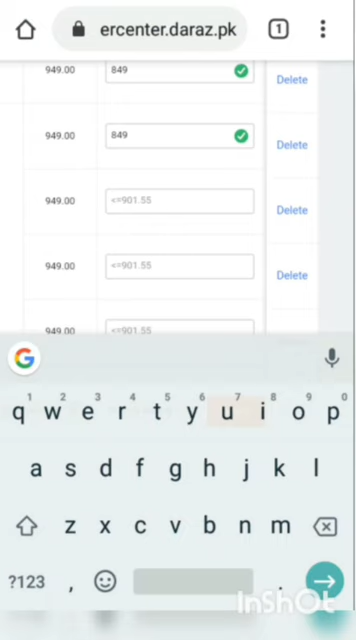 ercenter.daraz.pk 1
949.00 849 Delete
949.00 849 Delete
949.00 <=901.55 Delete
949.00 <=901.55 Delete
949.00 <=901.55
G
1 2 3 4 5 6 7 8 9 0
q w e r t y u i o p
a s d f g h j k l
z x c v b n m
?123 , .
InShOt